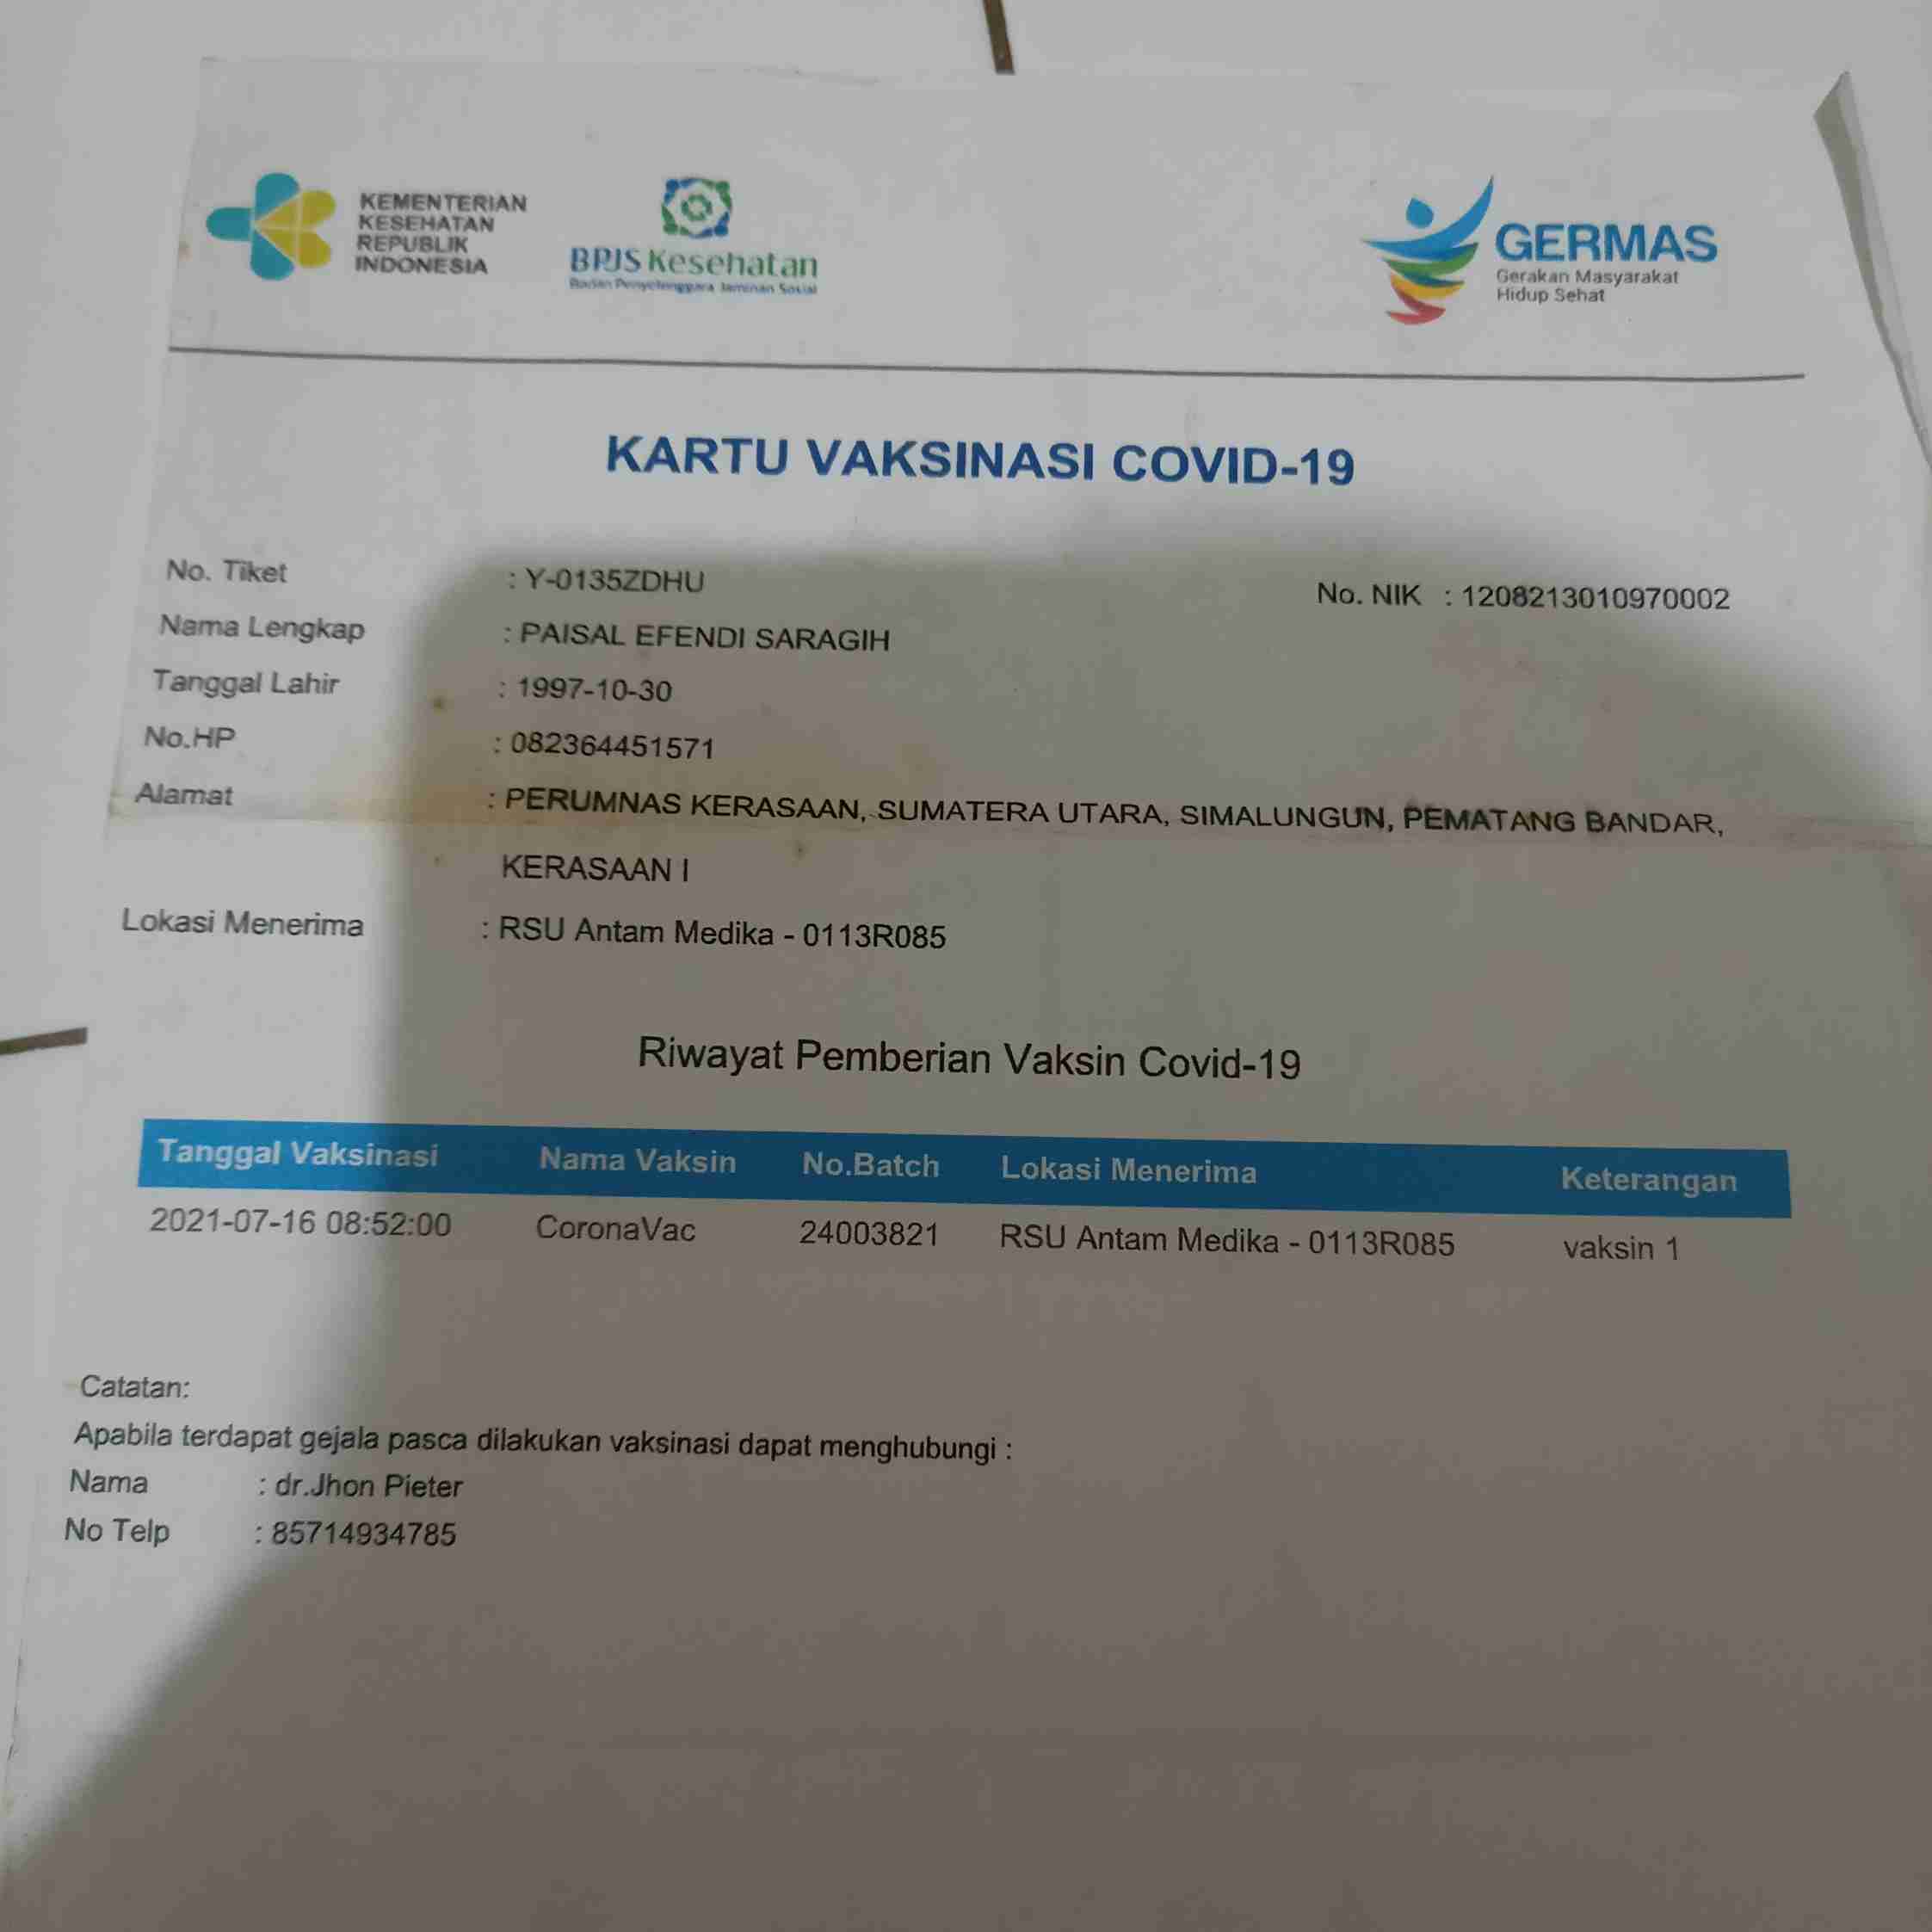 KEMENTERIAN
KESEHATAN
REPUBLIK
INDONESIA
BPJS Kesehatan
Badan Penyelenggara Jaminan Sosial
GERMAS
Gerakan Masyarakat
Hidup Sehat
KARTU VAKSINASI COVID-19
No. Tiket : Y-0135ZDHU No. NIK : 1208213010970002
Nama Lengkap : PAISAL EFENDI SARAGIH
Tanggal Lahir : 1997-10-30
No.HP : 082364451571
Alamat : PERUMNAS KERASAAN, SUMATERA UTARA, SIMALUNGUN, PEMATANG BANDAR,
KERASAAN I
Lokasi Menerima : RSU Antam Medika - 0113R085
Riwayat Pemberian Vaksin Covid-19
Tanggal Vaksinasi Nama Vaksin No.Batch Lokasi Menerima Keterangan
2021-07-16 08:52:00 CoronaVac 24003821 RSU Antam Medika - 0113R085 vaksin 1
Catatan:
Apabila terdapat gejala pasca dilakukan vaksinasi dapat menghubungi :
Nama : dr.Jhon Pieter
No Telp : 85714934785